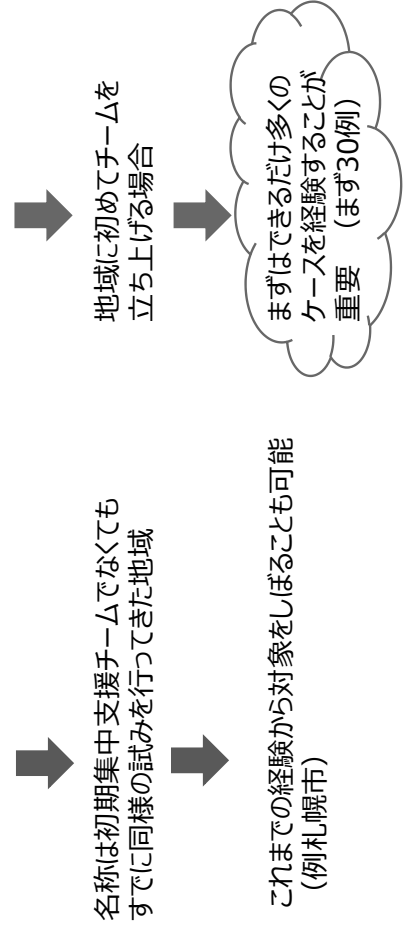 名称は初期集中支援チームでなくても
すでに同様の試みを行ってきた地域
これまでの経験から対象をしぼることも可能
（例札幌市）
地域に初めてチームを
立ち上げる場合
まずはできるだけ多くの
ケースを経験することが
重要　（まず30例）